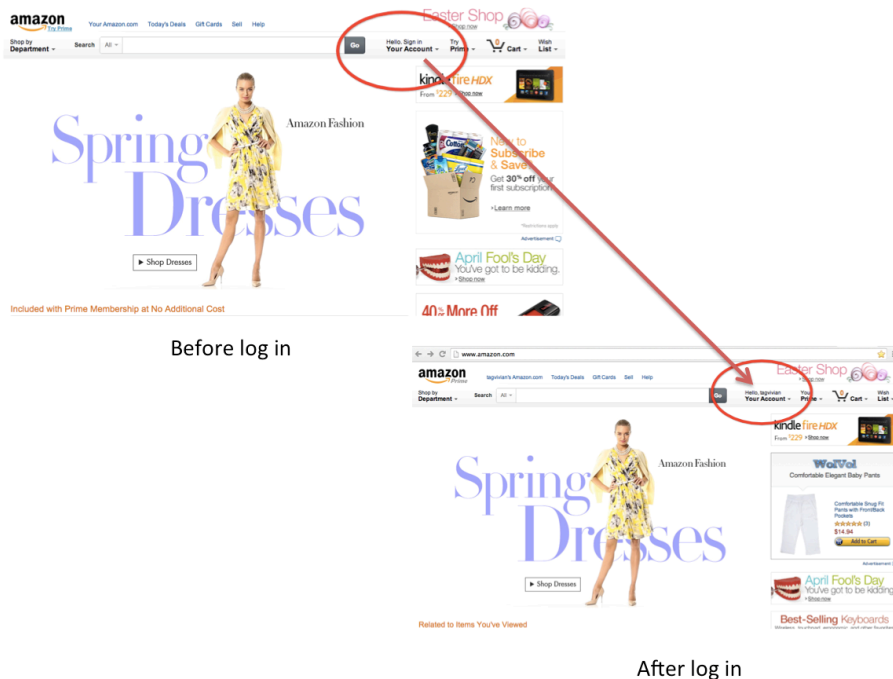 amazon
Try Prime
Your Amazon.com Today's Deals Gift Cards Sell Help
Easter Shop
Shop now
Shop by
Department
Search All Go
Hello. Sign in
Your Account
Try
Prime
0
Cart
Wish
List
kindle fire HDX
From $229 Shop now
Spring
Dresses
Amazon Fashion
Shop Dresses
Cotton
New to
Subscribe
& Save?
Get 30% off your
first subscription.
Learn more
*Restrictions apply
Advertisement
April Fool's Day
You've got to be kidding.
Shop now
40% More Off
Included with Prime Membership at No Additional Cost
Before log in
www.amazon.com
amazon
Prime
tagvivian's Amazon.com Today's Deals Gift Cards Sell Help
Easter Shop
Shop now
Shop by
Department
Search All Go
Hello, tagvivian
Your Account
Your
Prime
0
Cart
Wish
List
kindle fire HDX
From $229 Shop now
Spring
Dresses
Amazon Fashion
Shop Dresses
WolVol
Comfortable Elegant Baby Pants
Comfortable Snug Fit
Pants with Front/Back
Pockets
(3)
$14.94
Add to Cart
Advertisement
April Fool's Day
You've got to be kidding
Shop now
Best-Selling Keyboards
Related to Items You've Viewed
After log in